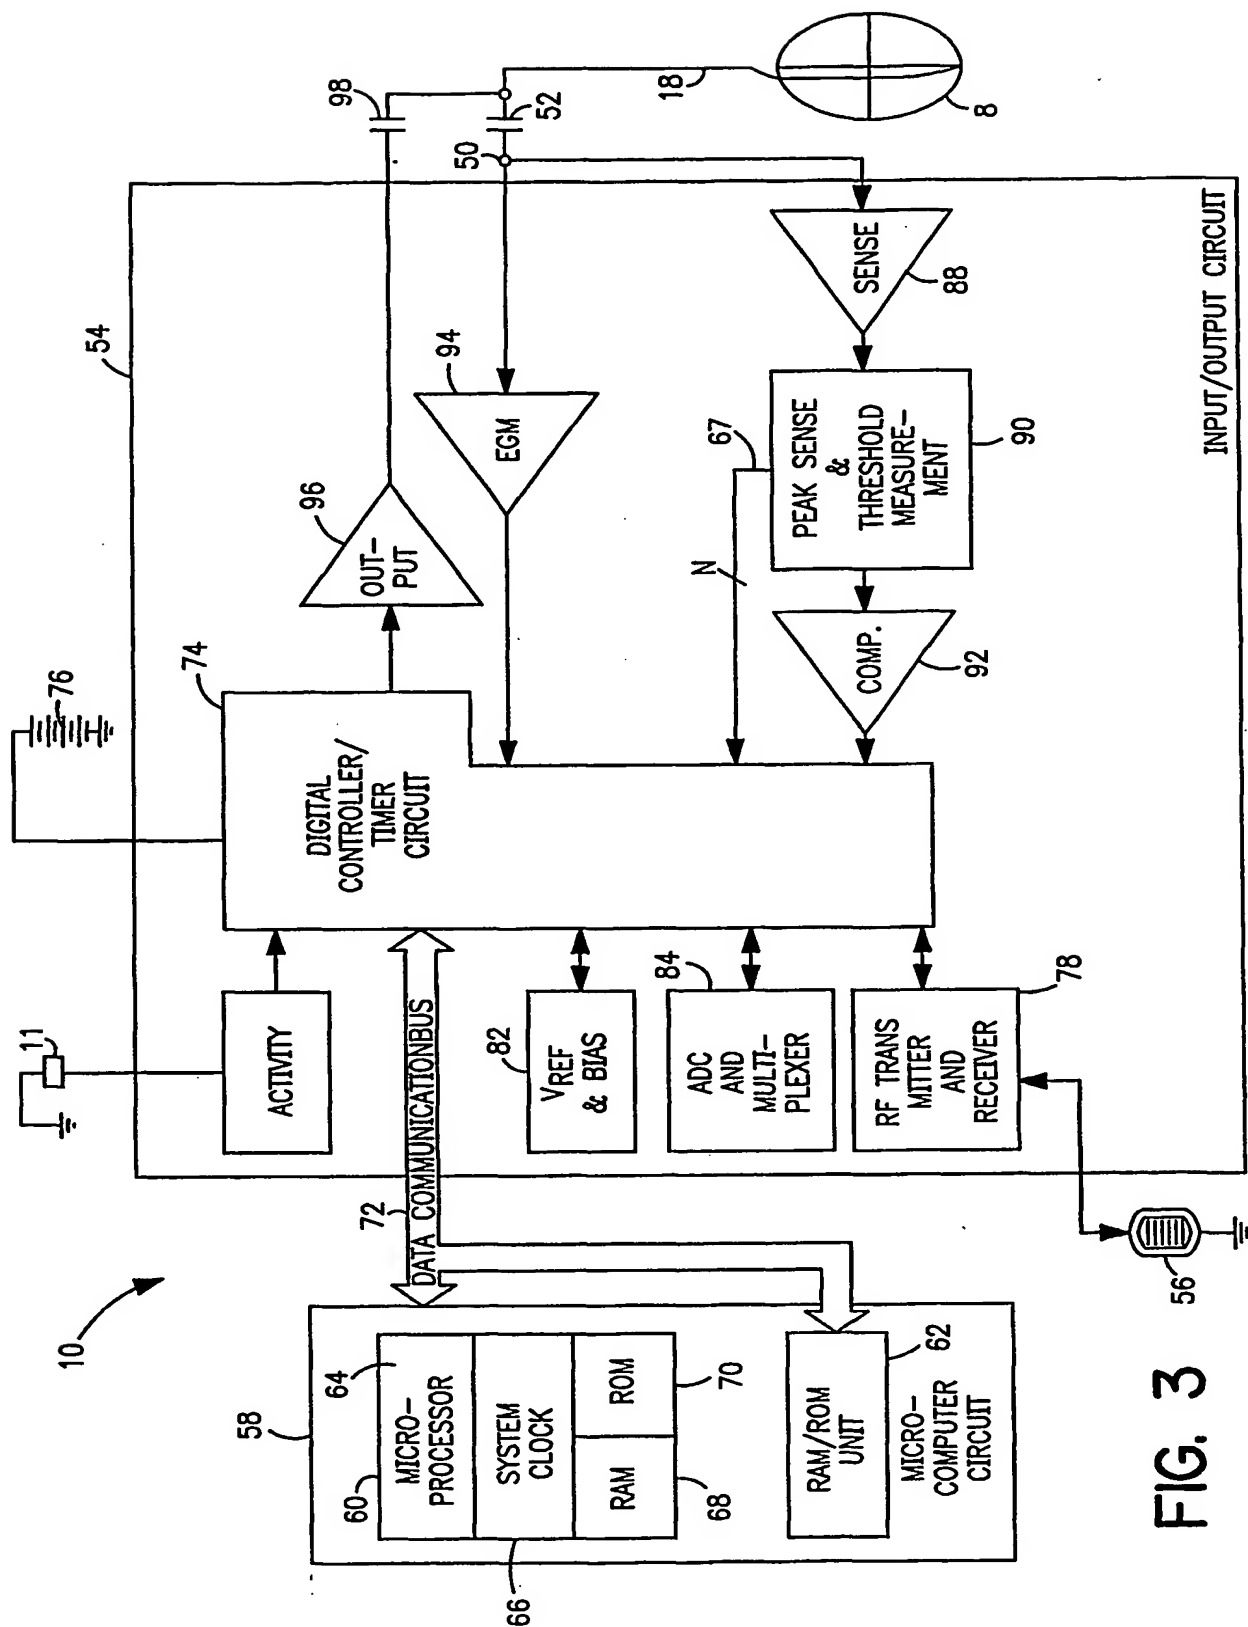 10
58
60
64
MICRO-
PROCESSOR
SYSTEM
CLOCK
RAM
ROM
66
68
70
RAM/ROM
UNIT
62
MICRO-
COMPUTER
CIRCUIT
72
DATA COMMUNICATIONBUS
11
ACTIVITY
76
54
74
DIGITAL
CONTROLLER/
TIMER
CIRCUIT
82
VREF
& BIAS
84
ADC
AND
MULTI-
PLEXER
RF TRANS
MITTER
AND
RECEIVER
78
56
96
OUT-
PUT
94
EGM
98
50
52
18
8
SENSE
88
67
N
PEAK SENSE
&
THRESHOLD
MEASURE-
MENT
90
COMP.
92
INPUT/OUTPUT CIRCUIT
FIG. 3